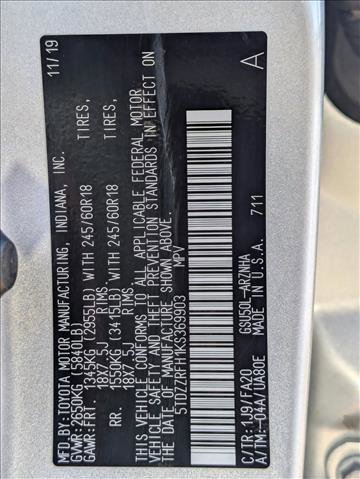 MFD. BY:TOYOTA MOTOR MANUFACTURING, INDIANA, INC. 11/19
GVWR:2650KG (5840LB)
GAWR:FRT. 1345KG (2955LB) WITH 245/60R18 TIRES,
18X7.5J RIMS
RR. 1550KG (3415LB) WITH 245/60R18 TIRES,
18X7.5J RIMS
THIS VEHICLE CONFORMS TO ALL APPLICABLE FEDERAL MOTOR
VEHICLE SAFETY AND THEFT PREVENTION STANDARDS IN EFFECT ON
THE DATE OF MANUFACTURE SHOWN ABOVE.
5TDZZRFH1KS369903 MPV
A
C/TR:1J9/FA20 GSU50L-ARZNHA
A/TM:-04A/UA80E MADE IN U.S.A. 711